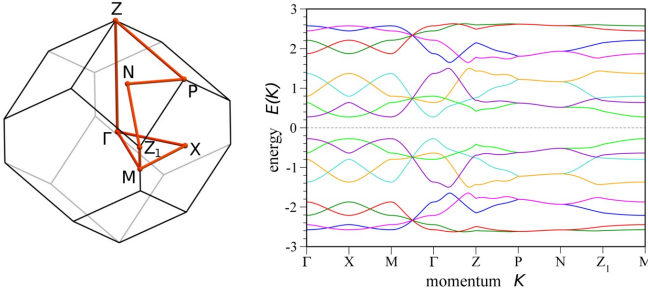 Z
N
P
Γ
Z₁
X
M
energy E(K)
3
2
1
0
-1
-2
-3
Γ X M Γ Z P N Z₁ M
momentum K